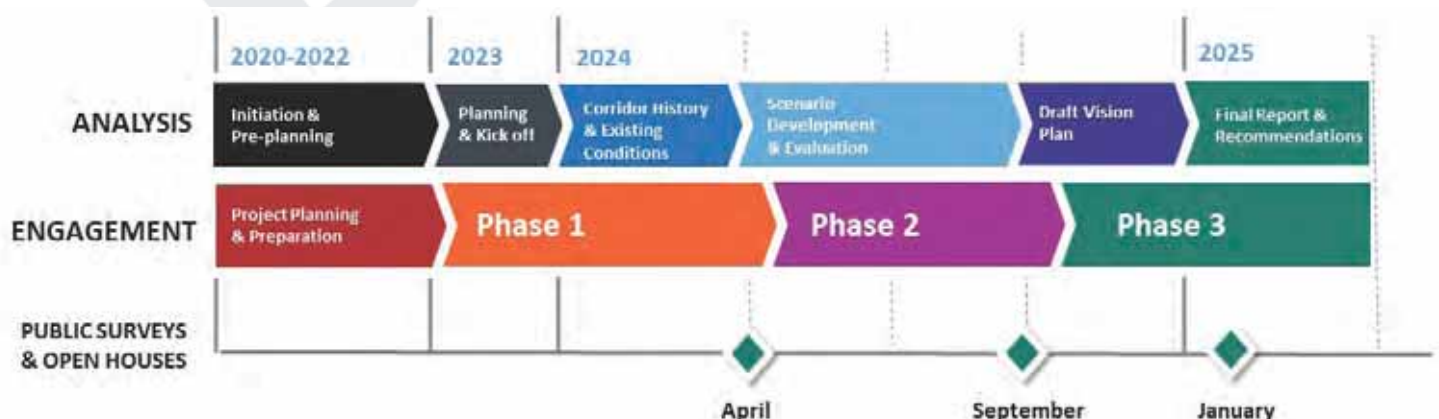 2020-2022
2023
2024
2025
ANALYSIS
Initiation &
Pre-planning
Planning
& Kick off
Corridor History
& Existing
Conditions
Scenario
Development
& Evaluation
Draft Vision
Plan
Final Report &
Recommendations
ENGAGEMENT
Project Planning
& Preparation
Phase 1
Phase 2
Phase 3
PUBLIC SURVEYS
& OPEN HOUSES
April
September
January